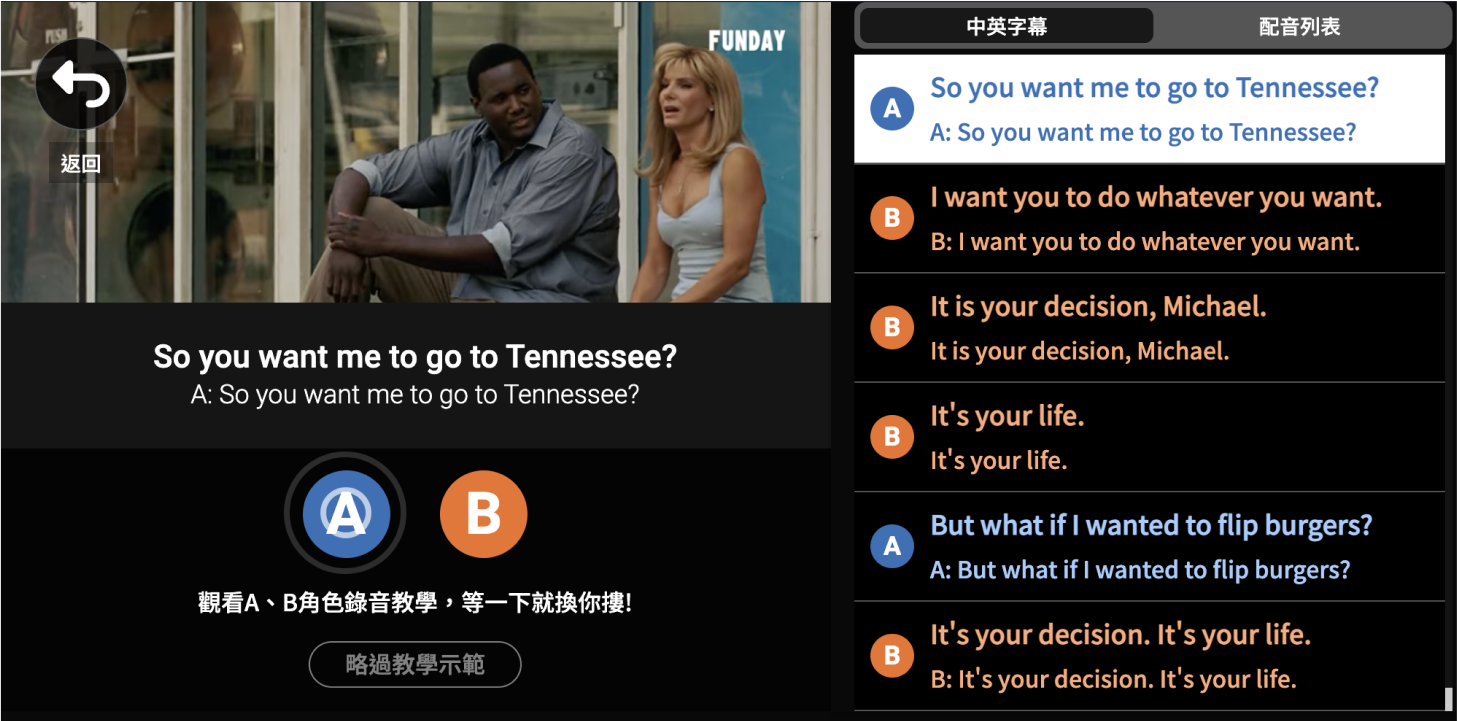 PUSH
FUNDAY
返回
So you want me to go to Tennessee?
A: So you want me to go to Tennessee?
A
B
觀看A、B角色錄音教學，等一下就換你摟!
略過教學示範
中英字幕
配音列表
A
So you want me to go to Tennessee?
A: So you want me to go to Tennessee?
B
I want you to do whatever you want.
B: I want you to do whatever you want.
B
It is your decision, Michael.
It is your decision, Michael.
B
It's your life.
It's your life.
A
But what if I wanted to flip burgers?
A: But what if I wanted to flip burgers?
B
It's your decision. It's your life.
B: It's your decision. It's your life.